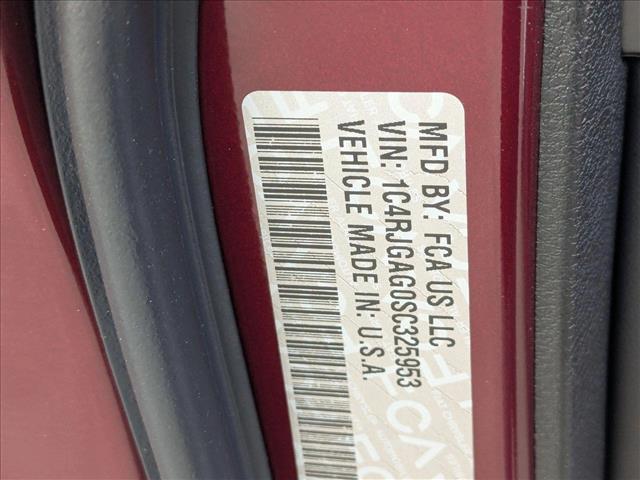 MFD BY: FCA US LLC
VIN: 1C4RJGAG0SC325953
VEHICLE MADE IN: U.S.A.